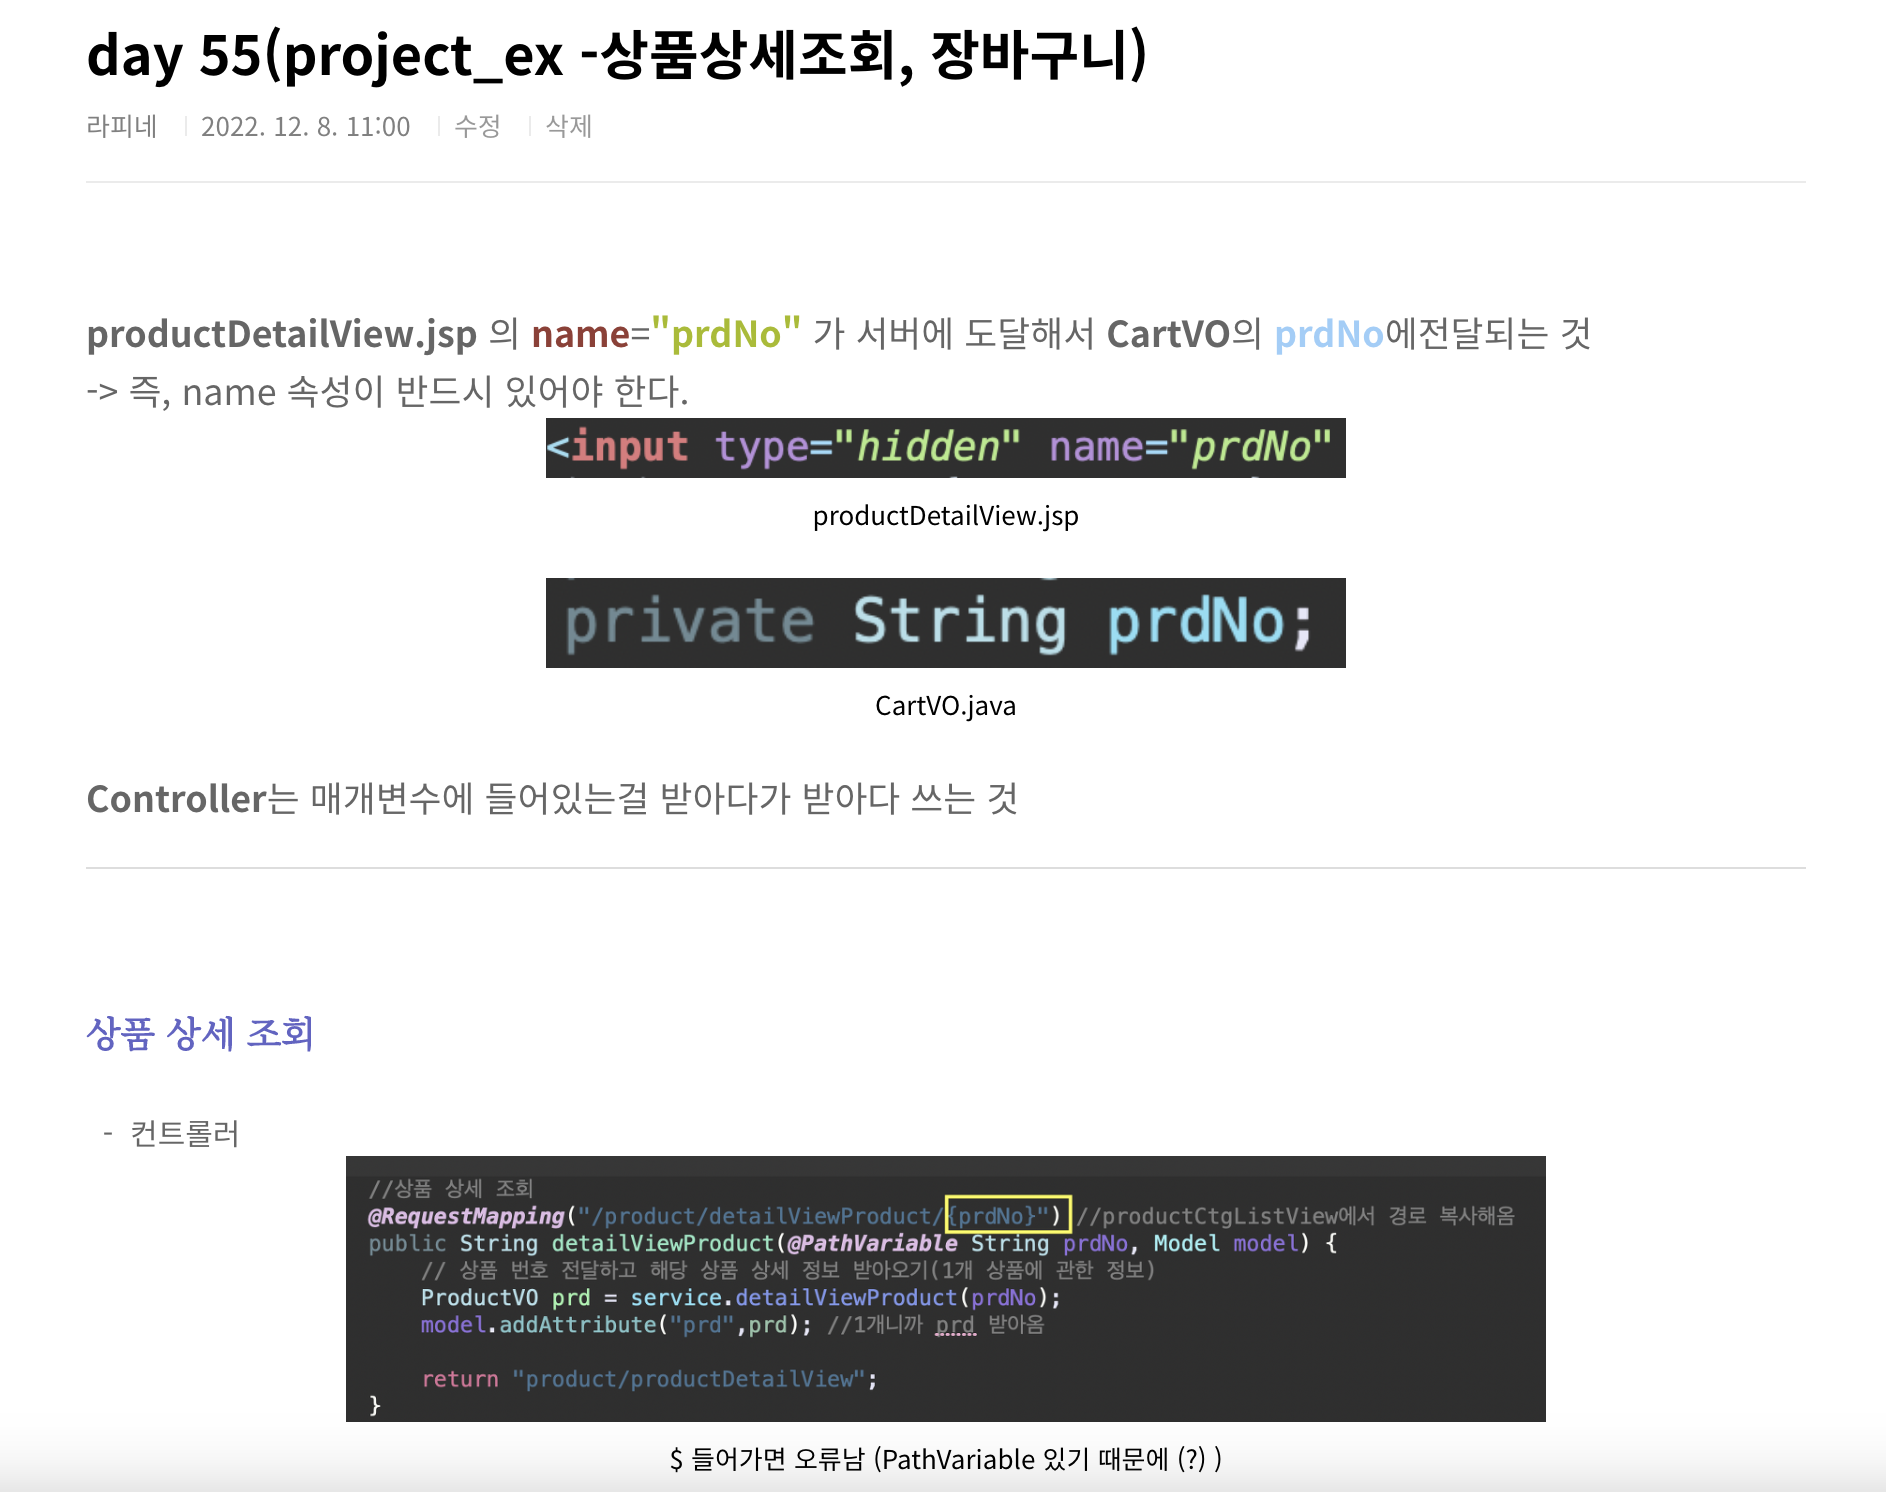 day 55(project_ex -상품상세조회, 장바구니)
라피네 2022. 12. 8. 11:00 수정 삭제
productDetailView.jsp 의 name="prdNo" 가 서버에 도달해서 CartVO의 prdNo에전달되는 것
-> 즉, name 속성이 반드시 있어야 한다.
<input type="hidden" name="prdNo"
productDetailView.jsp
private String prdNo;
CartVO.java
Controller는 매개변수에 들어있는걸 받아다가 받아다 쓰는 것
상품 상세 조회
- 컨트롤러
//상품 상세 조회
@RequestMapping("/product/detailViewProduct/{prdNo}") //productCtgListView에서 경로 복사해옴
public String detailViewProduct(@PathVariable String prdNo, Model model) {
// 상품 번호 전달하고 해당 상품 상세 정보 받아오기(1개 상품에 관한 정보)
ProductVO prd = service.detailViewProduct(prdNo);
model.addAttribute("prd",prd); //1개니까 prd 받아옴
return "product/productDetailView";
}
$ 들어가면 오류남 (PathVariable 있기 때문에 (?) )